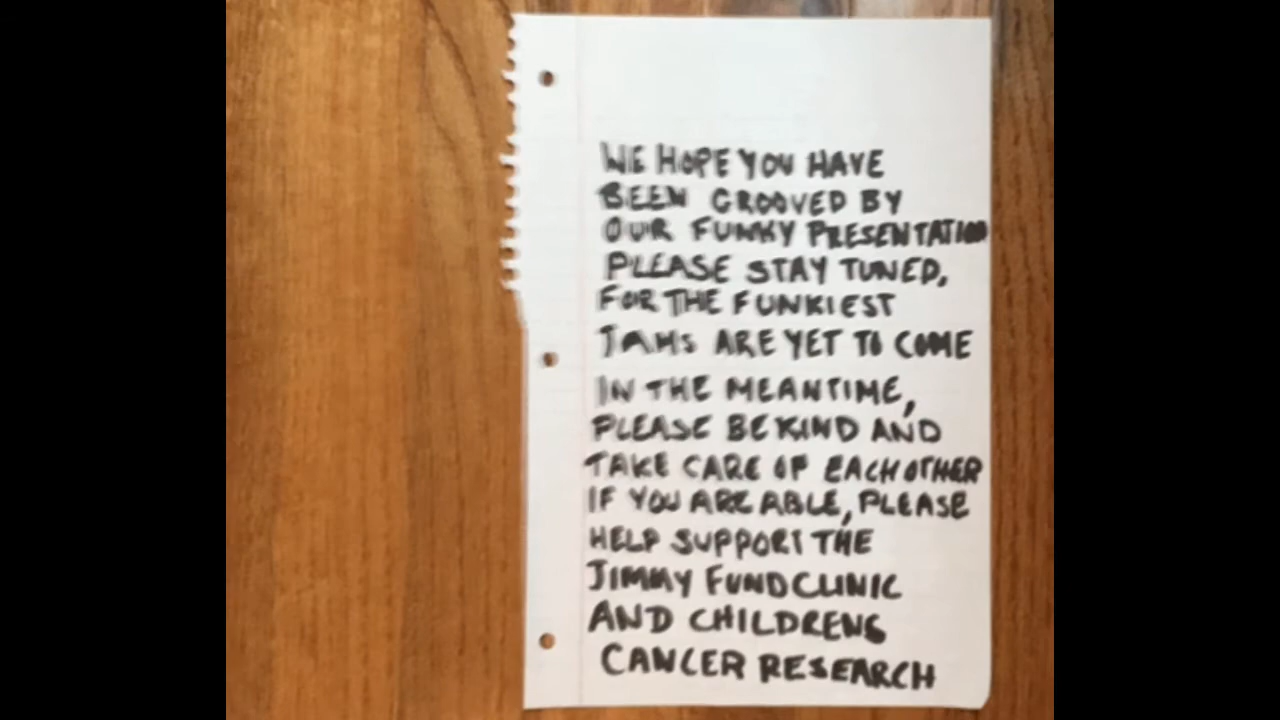 WE HOPE YOU HAVE
BEEN GROOVED BY
OUR FUNKY PRESENTATION
PLEASE STAY TUNED,
FOR THE FUNKIEST
JAMS ARE YET TO COME
IN THE MEANTIME,
PLEASE BE KIND AND
TAKE CARE OF EACH OTHER
IF YOU ARE ABLE, PLEASE
HELP SUPPORT THE
JIMMY FUND CLINIC
AND CHILDRENS
CANCER RESEARCH